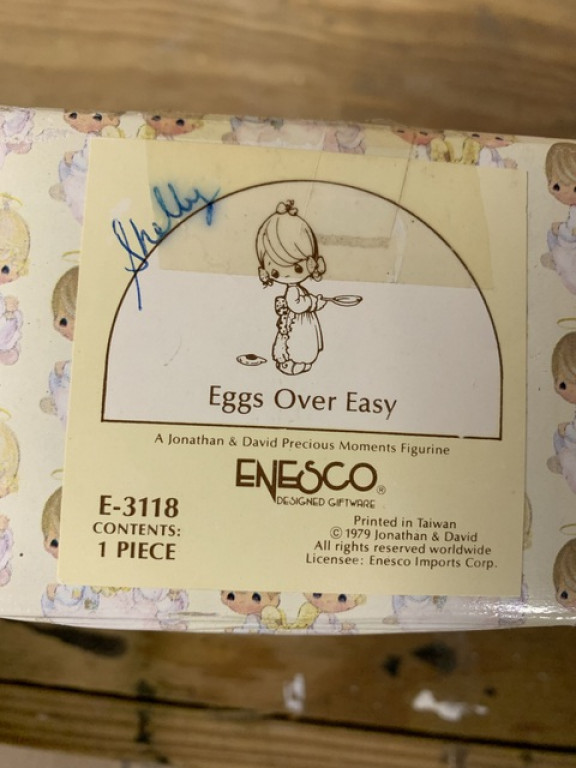 Shelly
Eggs Over Easy
A Jonathan & David Precious Moments Figurine
ENESCO®
DESIGNED GIFTWARE
E-3118
CONTENTS:
1 PIECE
Printed in Taiwan
© 1979 Jonathan & David
All rights reserved worldwide
Licensee: Enesco Imports Corp.